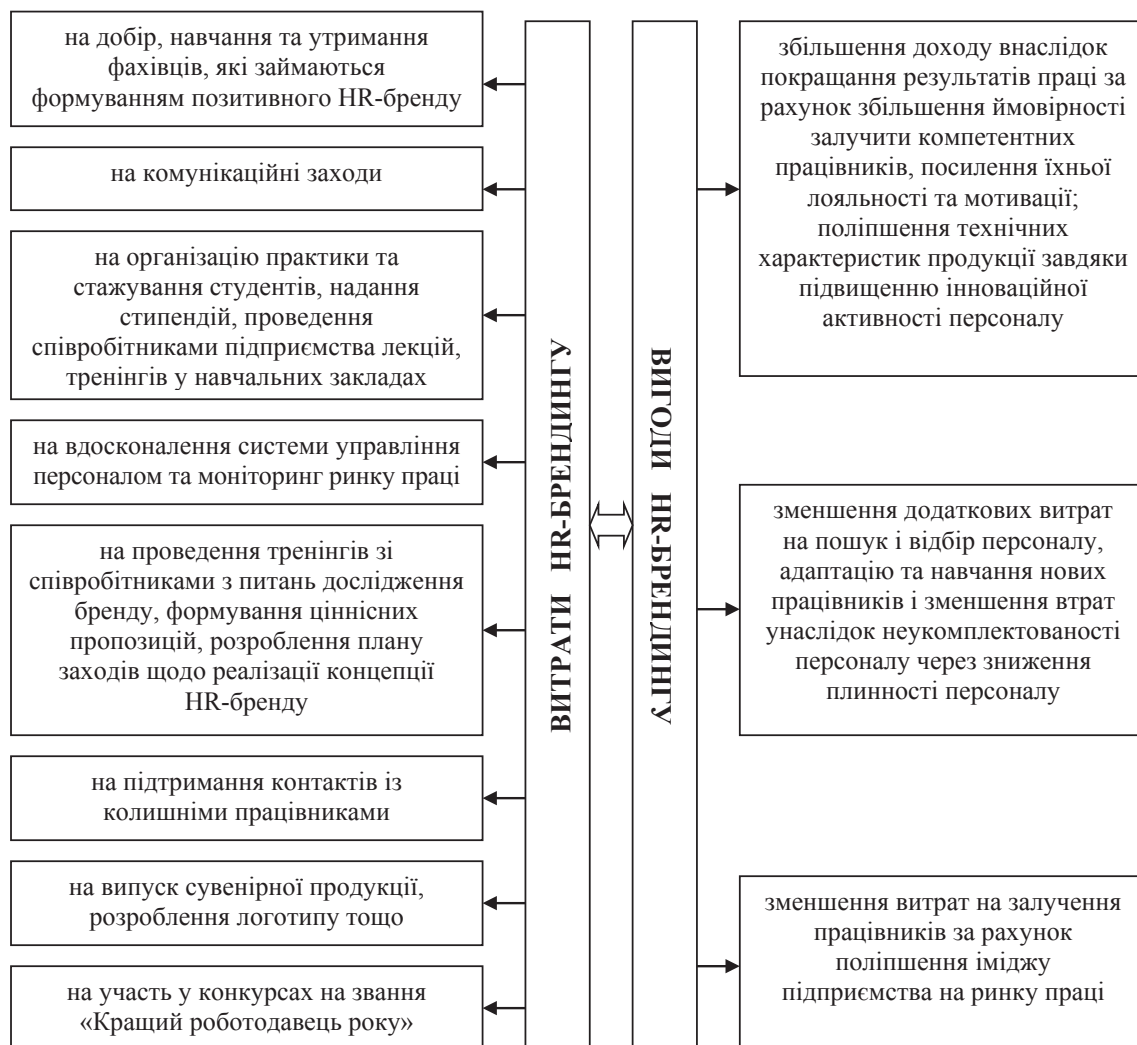 на добір, навчання та утримання
фахівців, які займаються
формуванням позитивного HR-бренду
на комунікаційні заходи
на організацію практики та
стажування студентів, надання
стипендій, проведення
співробітниками підприємства лекцій,
тренінгів у навчальних закладах
на вдосконалення системи управління
персоналом та моніторинг ринку праці
на проведення тренінгів зі
співробітниками з питань дослідження
бренду, формування ціннісних
пропозицій, розроблення плану
заходів щодо реалізації концепції
HR-бренду
на підтримання контактів із
колишніми працівниками
на випуск сувенірної продукції,
розроблення логотипу тощо
на участь у конкурсах на звання
«Кращий роботодавець року»
ВИТРАТИ HR-БРЕНДИНГУ
ВИГОДИ HR-БРЕНДИНГУ
збільшення доходу внаслідок
покращання результатів праці за
рахунок збільшення ймовірності
залучити компетентних
працівників, посилення їхньої
лояльності та мотивації;
поліпшення технічних
характеристик продукції завдяки
підвищенню інноваційної
активності персоналу
зменшення додаткових витрат
на пошук і відбір персоналу,
адаптацію та навчання нових
працівників і зменшення втрат
унаслідок неукомплектованості
персоналу через зниження
плинності персоналу
зменшення витрат на залучення
працівників за рахунок
поліпшення іміджу
підприємства на ринку праці